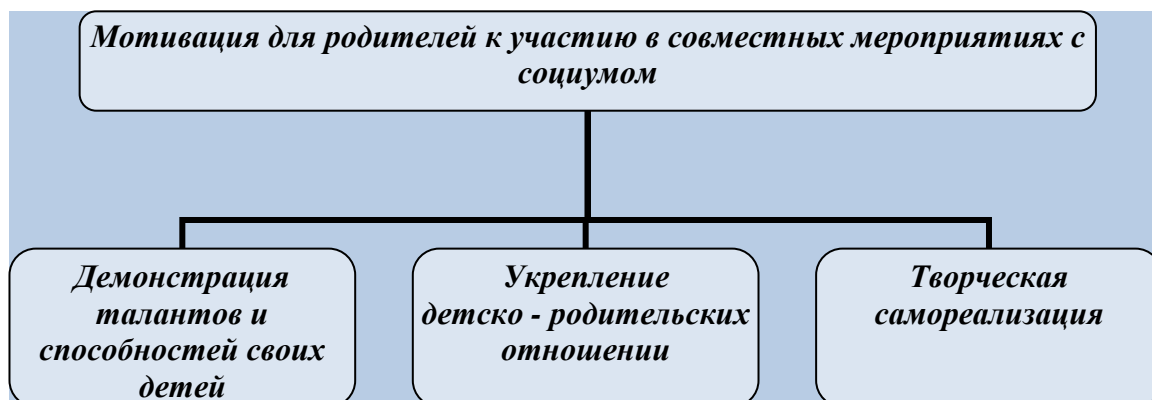 Мотивация для родителей к участию в совместных мероприятиях с
социумом
Демонстрация
талантов и
способностей своих
детей
Укрепление
детско - родительских
отношении
Творческая
самореализация